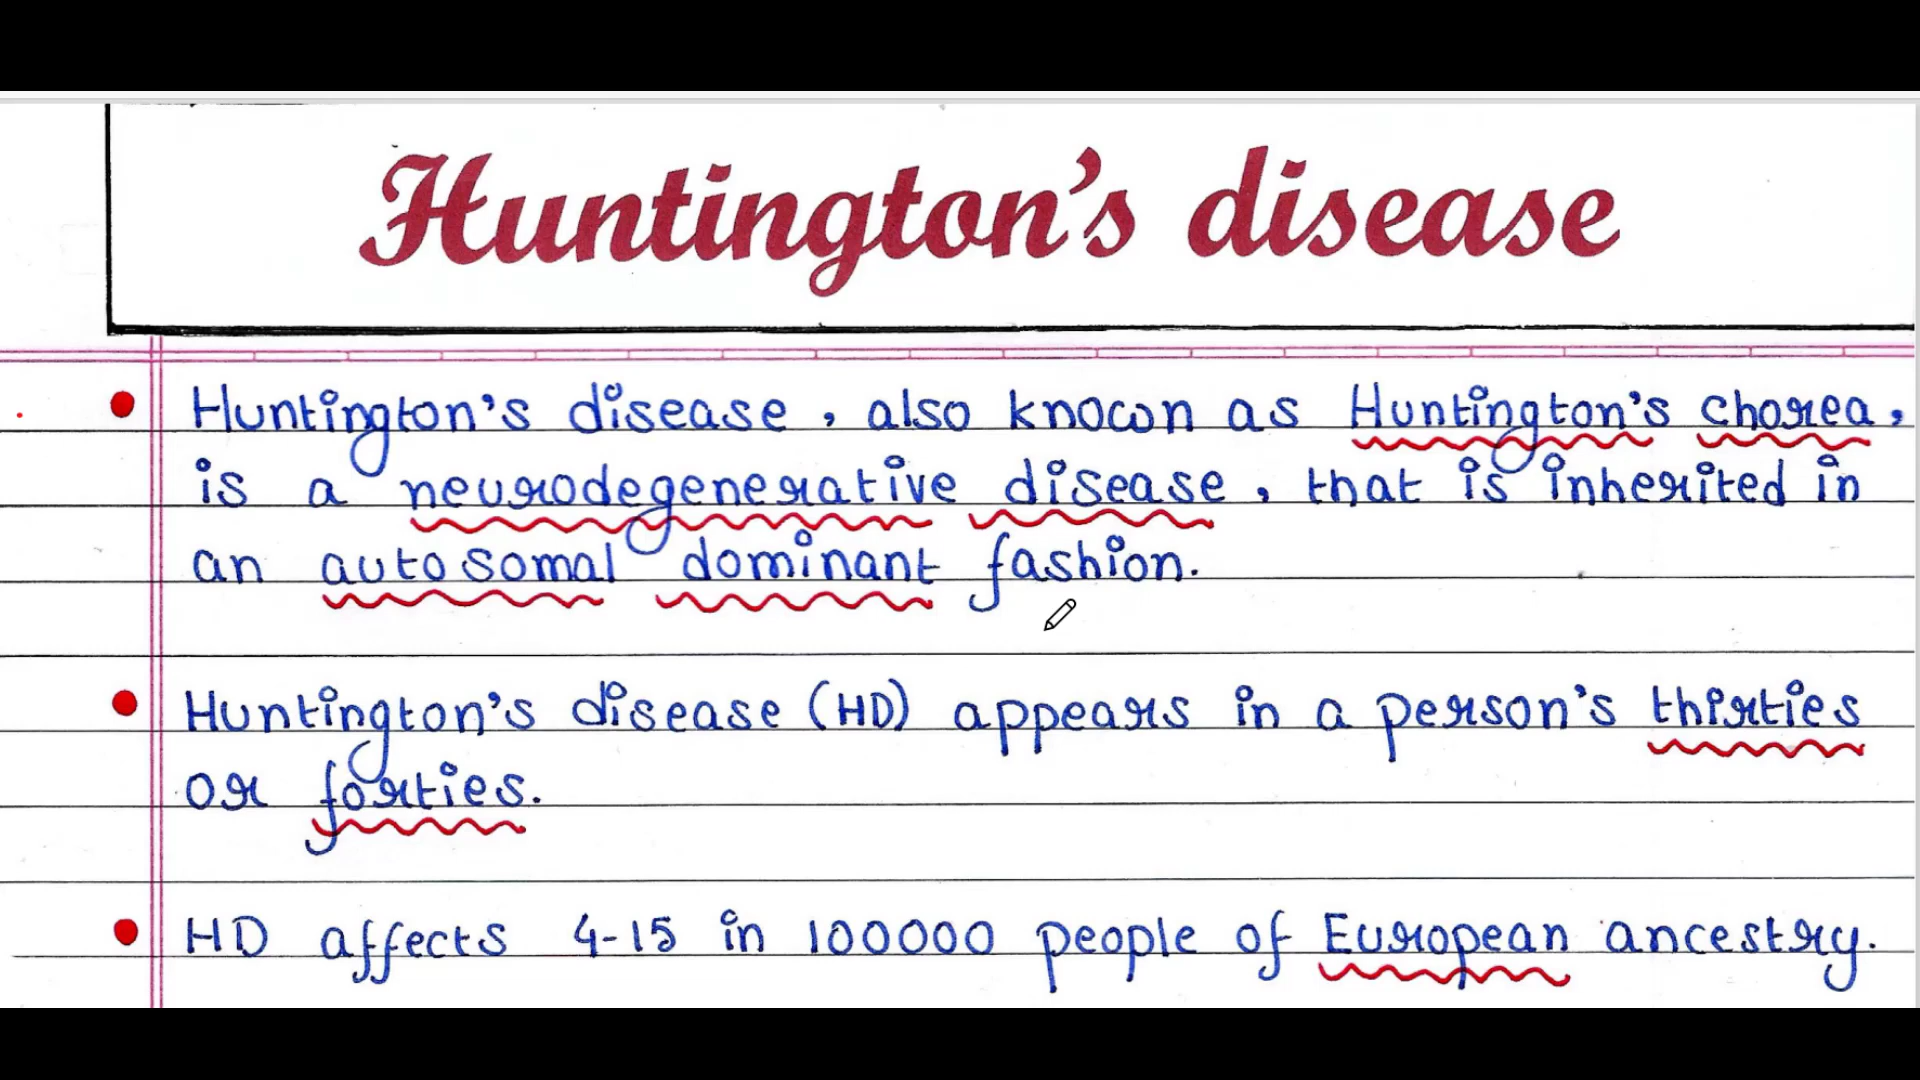 Huntington's disease
Huntington's disease, also known as Huntington's chorea,
is a neurodegenerative disease, that is inherited in
an autosomal dominant fashion.
Huntington's disease (HD) appears in a person's thirties
or forties.
HD affects 4-15 in 100000 people of European ancestry.